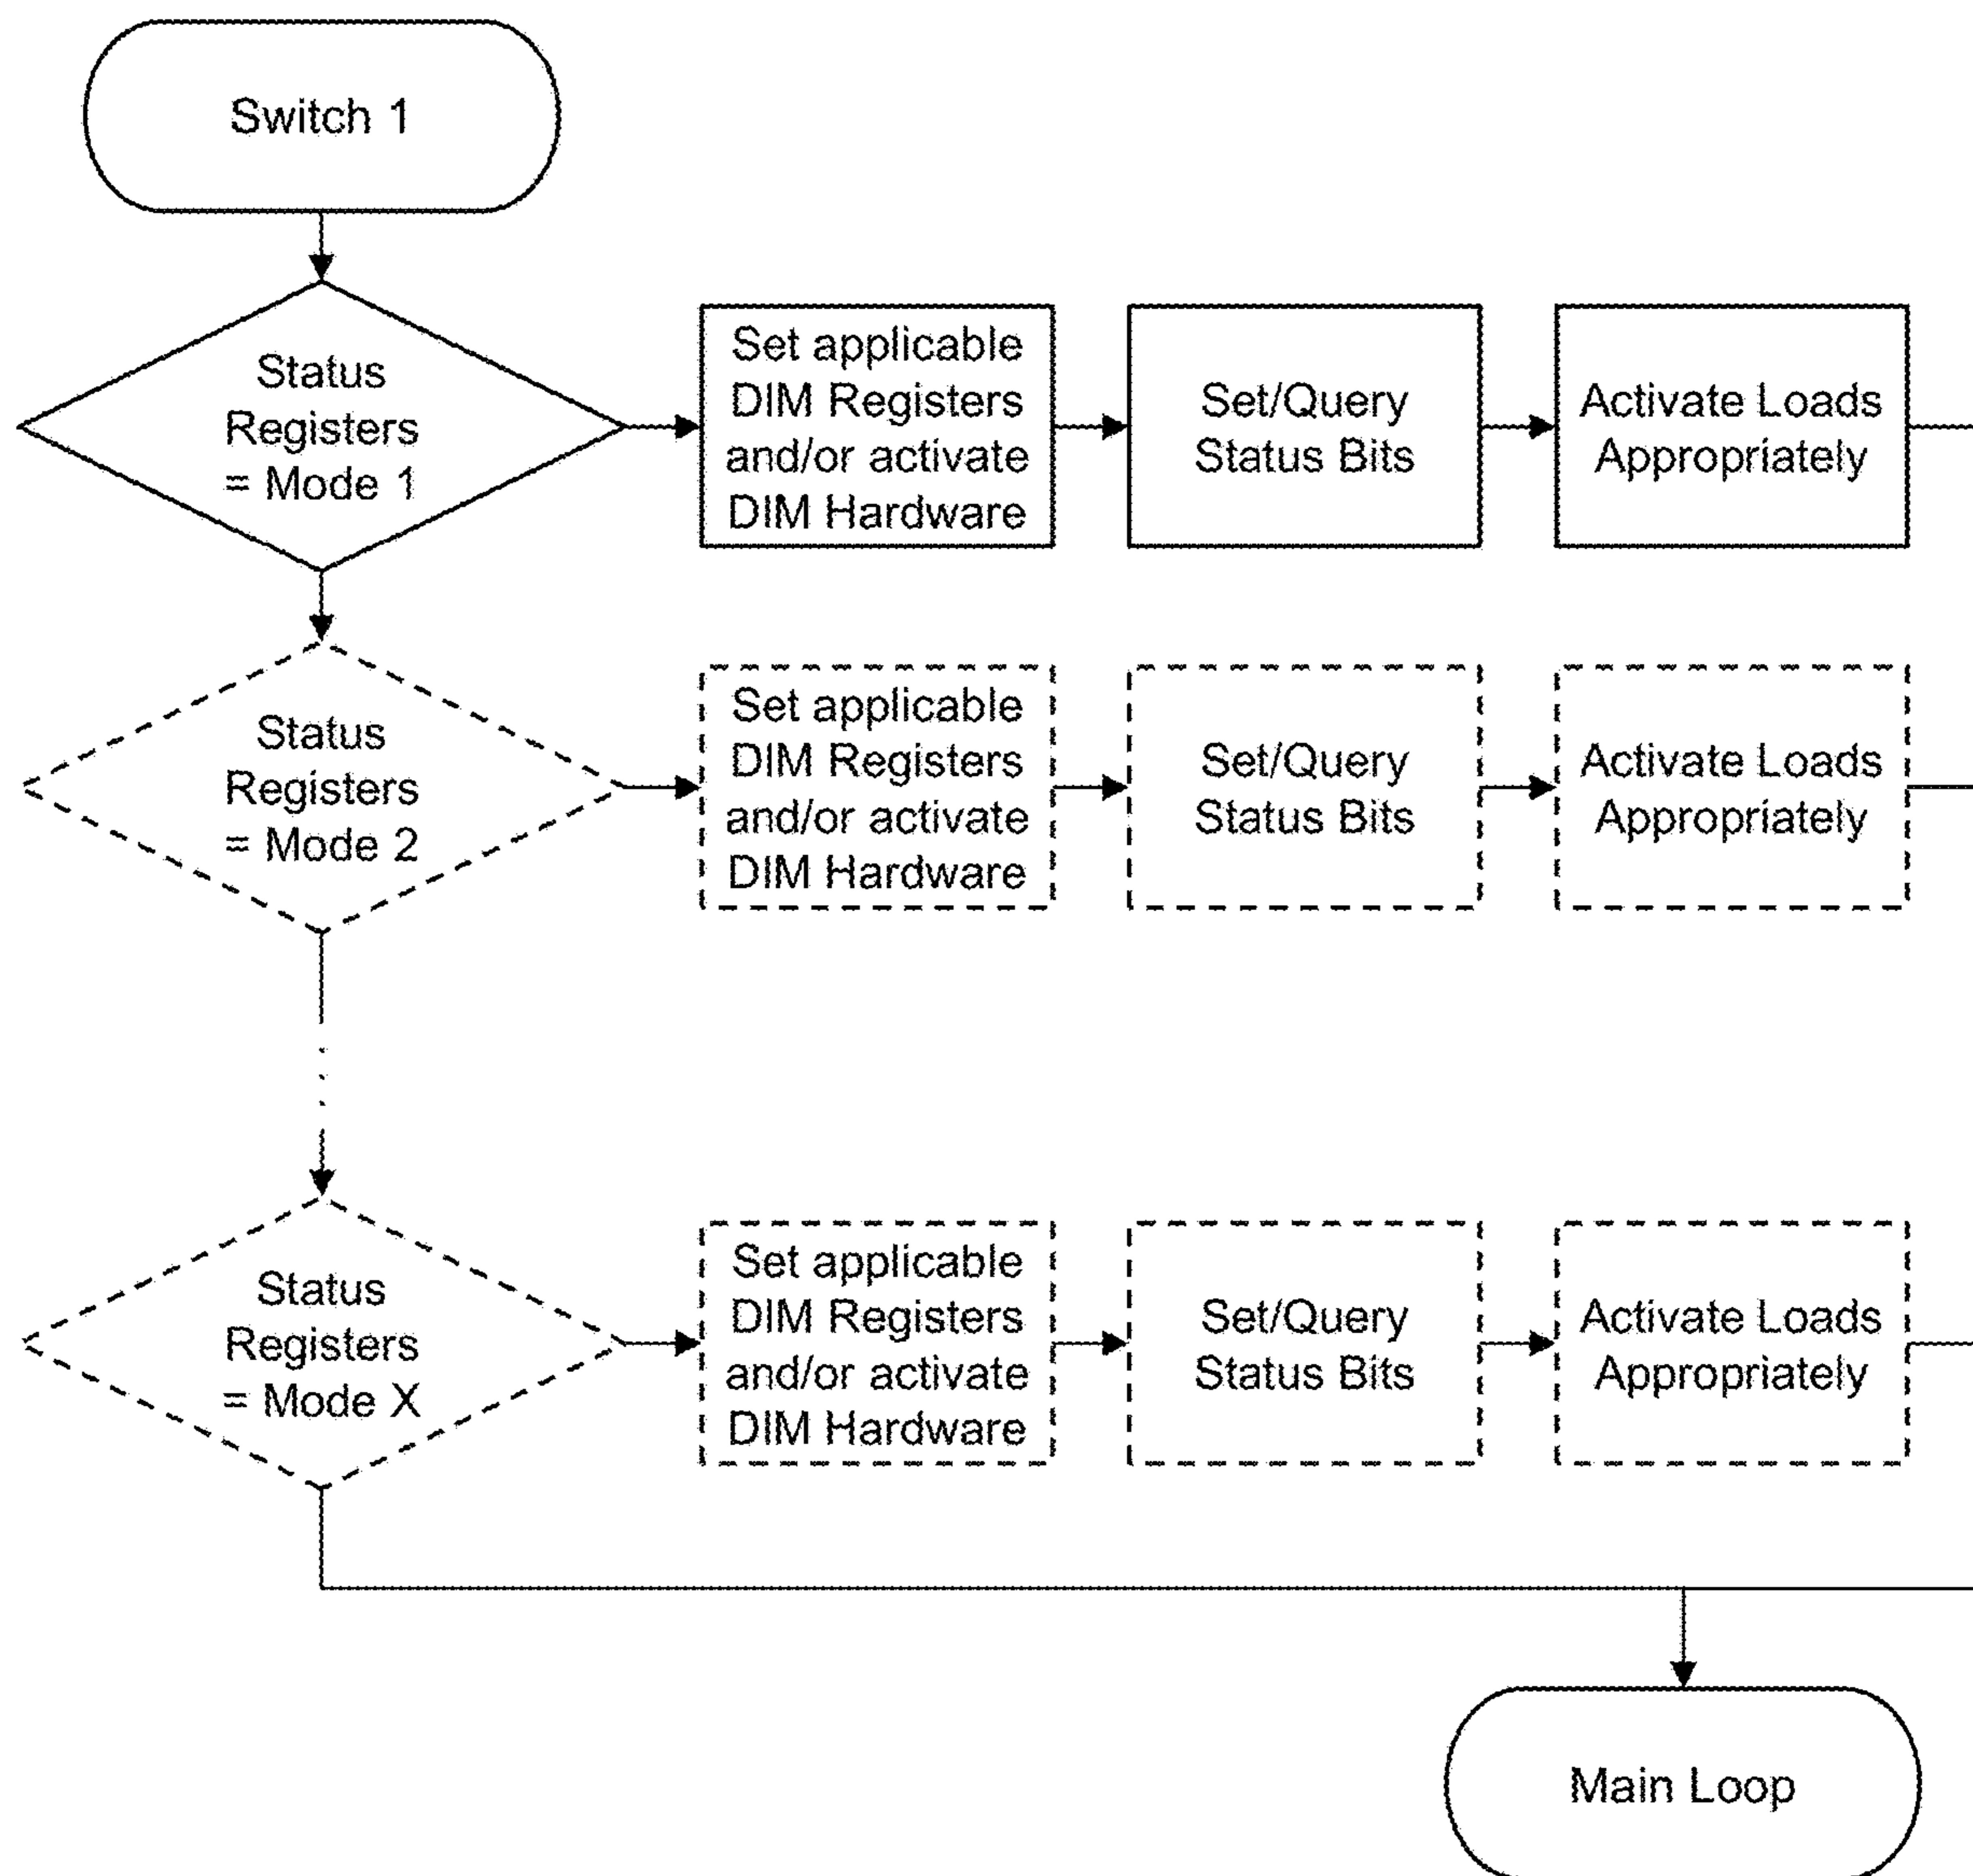 Switch 1
Status
Registers
= Mode 1
Set applicable
DIM Registers
and/or activate
DIM Hardware
Set/Query
Status Bits
Activate Loads
Appropriately
Status
Registers
= Mode 2
Set applicable
DIM Registers
and/or activate
DIM Hardware
Set/Query
Status Bits
Activate Loads
Appropriately
Status
Registers
= Mode X
Set applicable
DIM Registers
and/or activate
DIM Hardware
Set/Query
Status Bits
Activate Loads
Appropriately
Main Loop